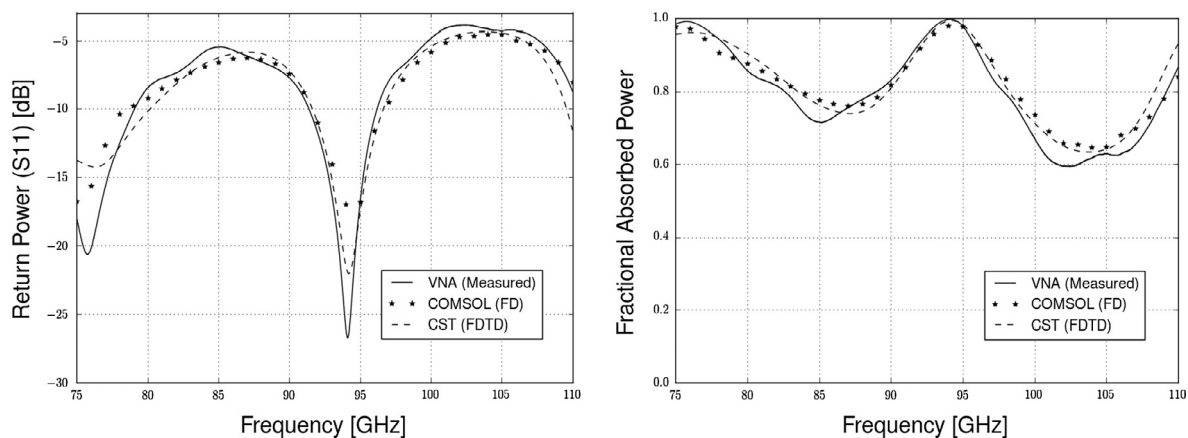 Return Power (S11) [dB]
−5
−10
−15
−20
−25
−30
75 80 85 90 95 100 105 110
Frequency [GHz]
VNA (Measured)
COMSOL (FD)
CST (FDTD)
Fractional Absorbed Power
1.0
0.8
0.6
0.4
0.2
0.0
75 80 85 90 95 100 105 110
Frequency [GHz]
VNA (Measured)
COMSOL (FD)
CST (FDTD)